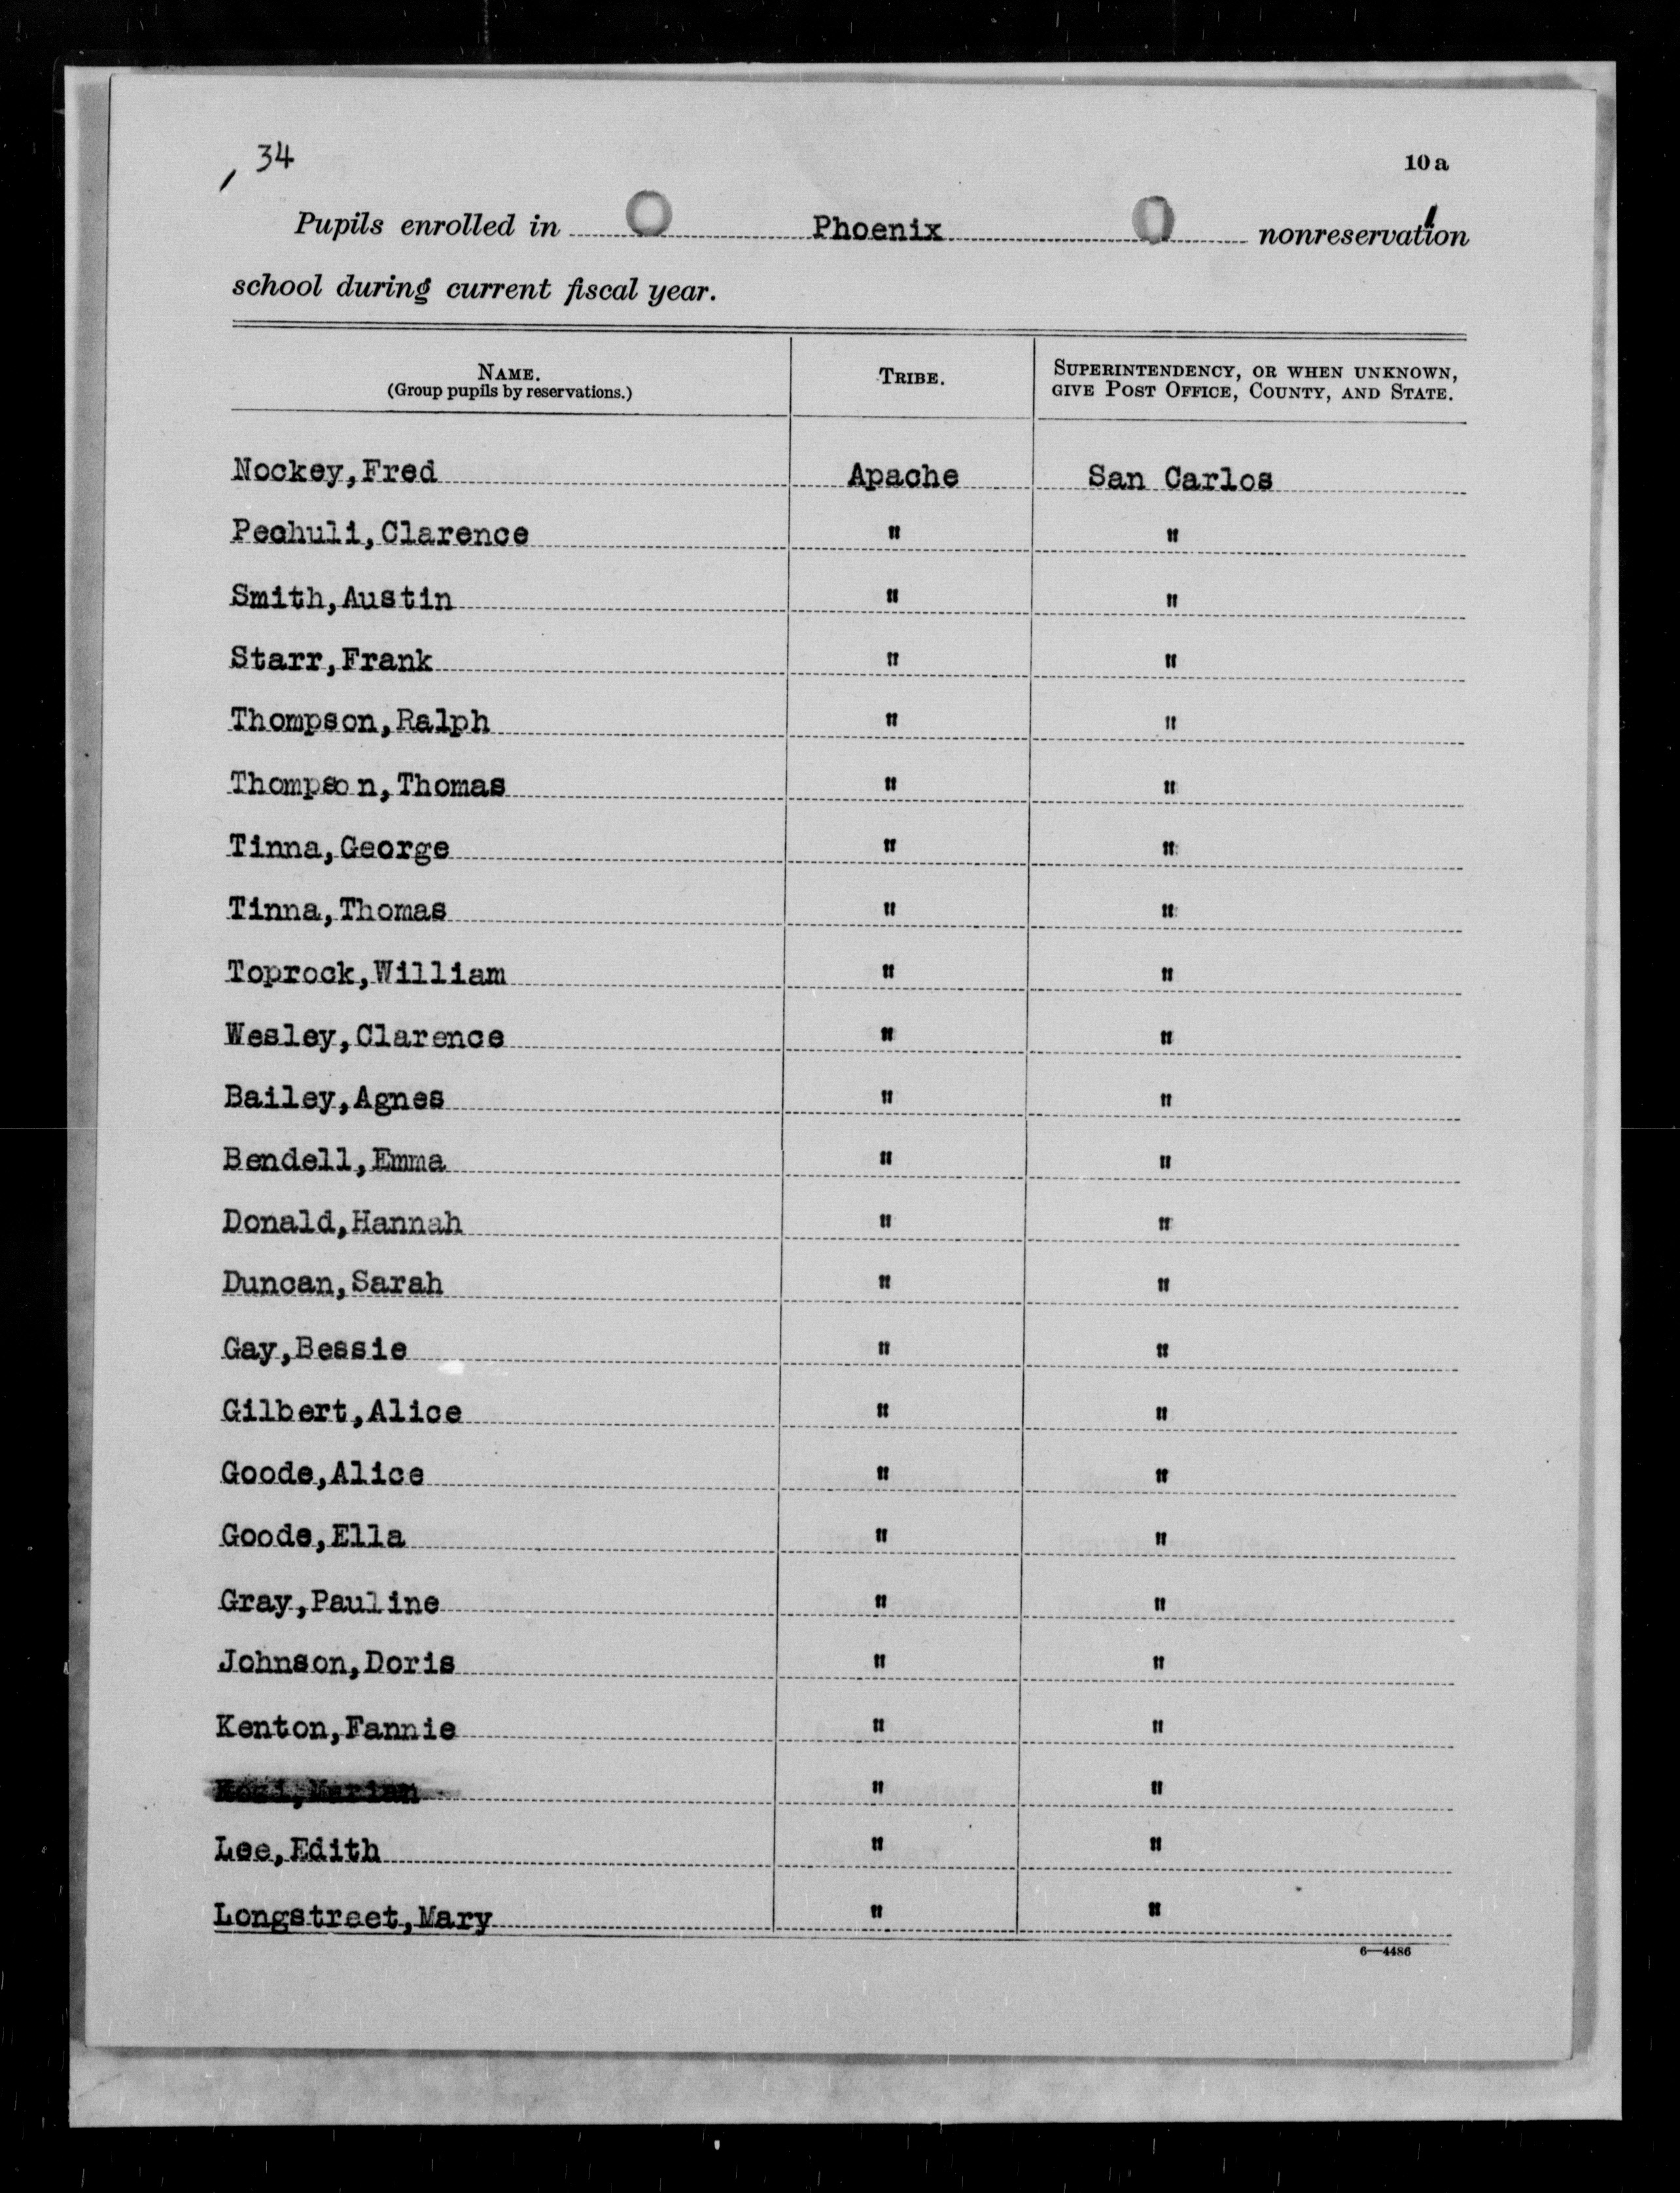 34
10a
Pupils enrolled in Phoenix nonreservation
school during current fiscal year.
NAME. (Group pupils by reservations.) TRIBE. SUPERINTENDENCY, OR WHEN UNKNOWN, GIVE POST OFFICE, COUNTY, AND STATE.
Nockey,Fred Apache San Carlos
Pechuli,Clarence " "
Smith,Austin " "
Starr,Frank " "
Thompson,Ralph " "
Thompson,Thomas " "
Tinna,George " "
Tinna,Thomas " "
Toprock,William " "
Wesley,Clarence " "
Bailey,Agnes " "
Bendell,Emma " "
Donald,Hannah " "
Duncan,Sarah " "
Gay,Bessie " "
Gilbert,Alice " "
Goode,Alice " "
Goode,Ella " "
Gray,Pauline " "
Johnson,Doris " "
Kenton,Fannie " "
" "
Lee,Edith " "
Longstreet,Mary " "
6—4486